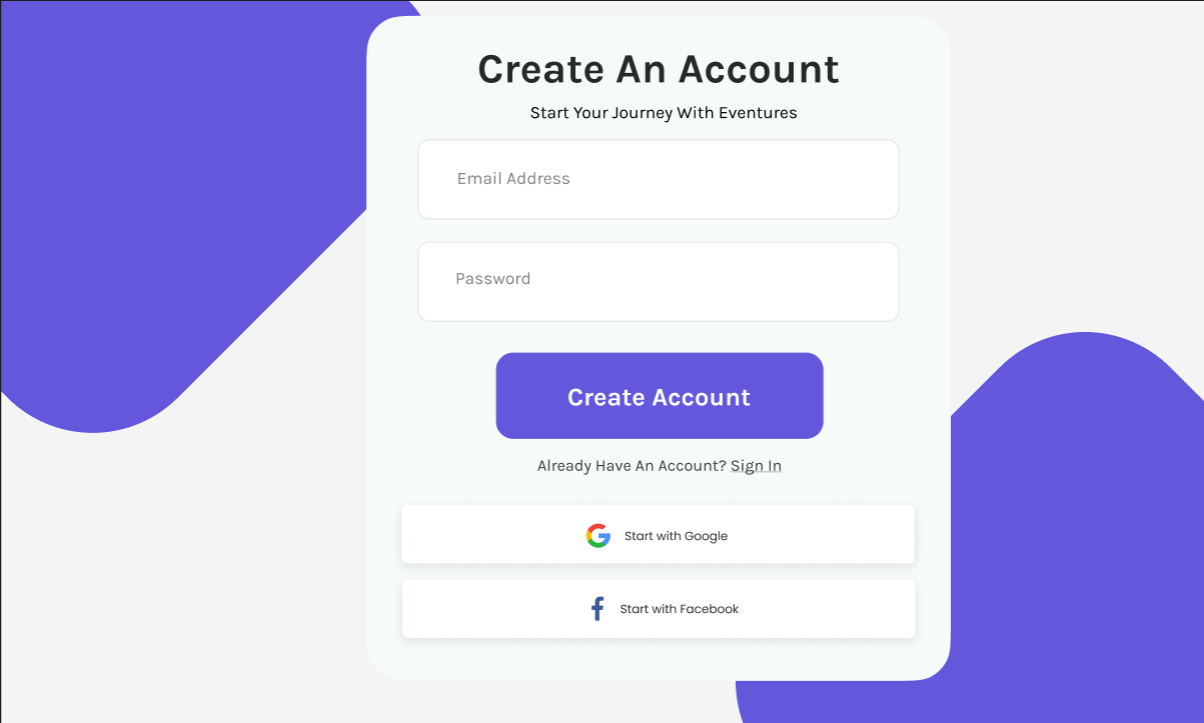 Create An Account
Start Your Journey With Eventures
Email Address
Password
Create Account
Already Have An Account? Sign In
Start with Google
Start with Facebook